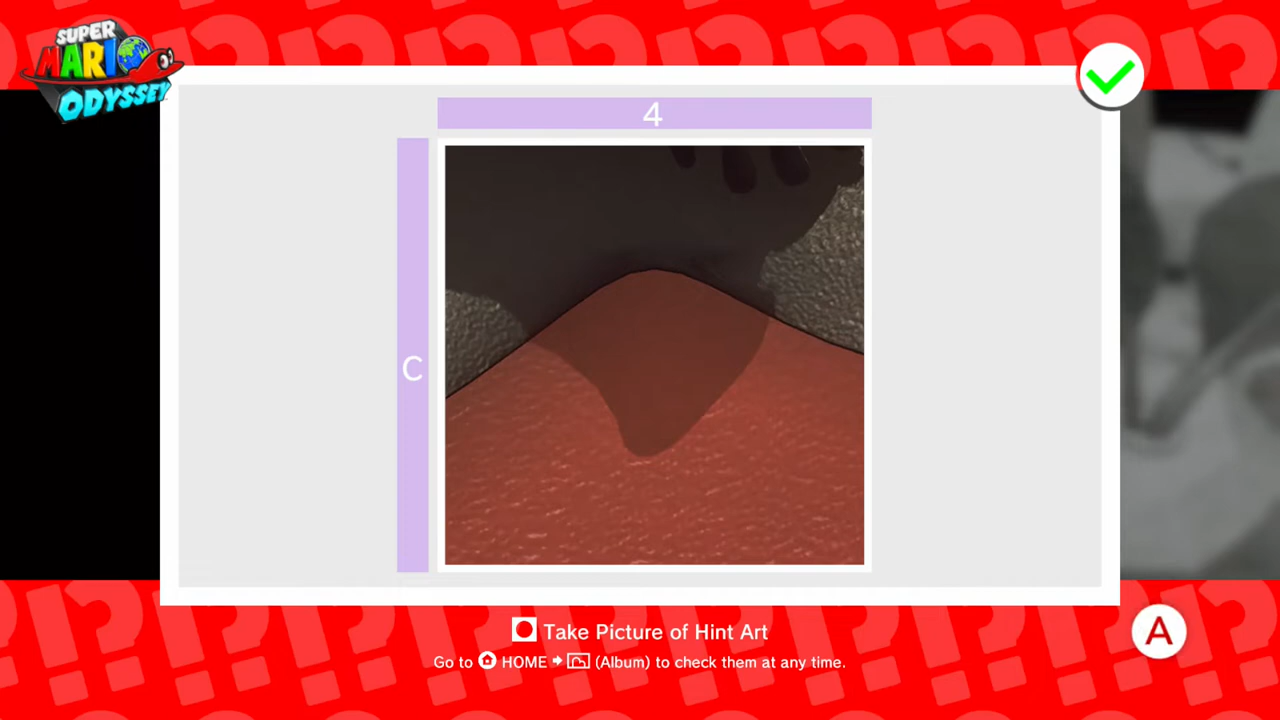 SUPER
MARIO
ODYSSEY
4
C
Take Picture of Hint Art
Go to HOME (Album) to check them at any time.
A